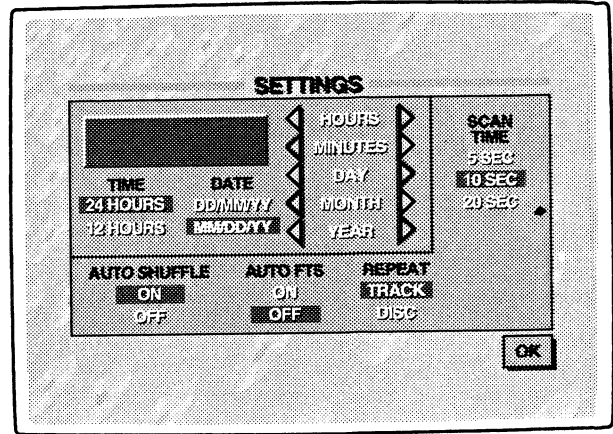 SETTINGS
HOURS
MINUTES
DAY
MONTH
YEAR
TIME
24 HOURS
12 HOURS
DATE
DD/MM/YY
MM/DD/YY
SCAN
TIME
5 SEC
10 SEC
20 SEC
AUTO SHUFFLE
ON
OFF
AUTO FTS
ON
OFF
REPEAT
TRACK
DISC
OK